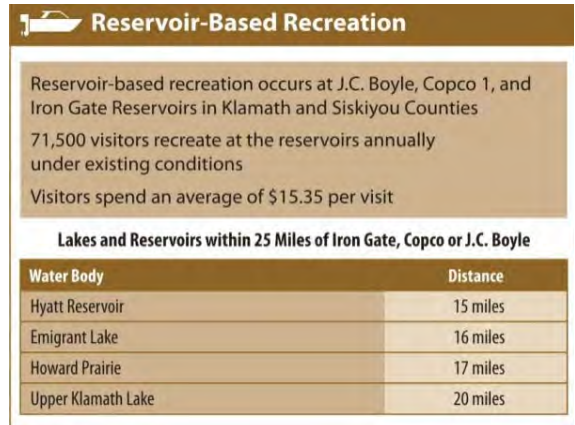 Reservoir-Based Recreation
Reservoir-based recreation occurs at J.C. Boyle, Copco 1, and
Iron Gate Reservoirs in Klamath and Siskiyou Counties
71,500 visitors recreate at the reservoirs annually
under existing conditions
Visitors spend an average of $15.35 per visit
Lakes and Reservoirs within 25 Miles of Iron Gate, Copco or J.C. Boyle
Water Body Distance
Hyatt Reservoir 15 miles
Emigrant Lake 16 miles
Howard Prairie 17 miles
Upper Klamath Lake 20 miles